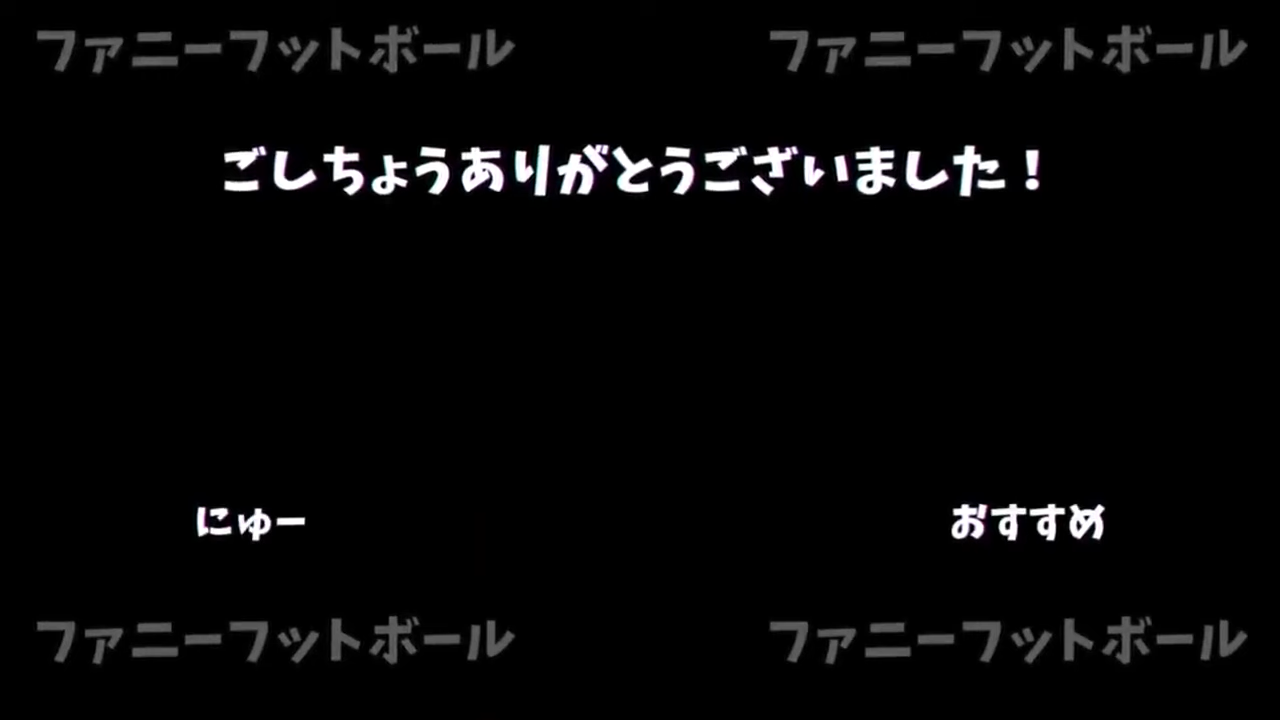 ファニーフットボール ファニーフットボール
ごしちょうありがとうございました!
にゅー おすすめ
ファニーフットボール ファニーフットボール